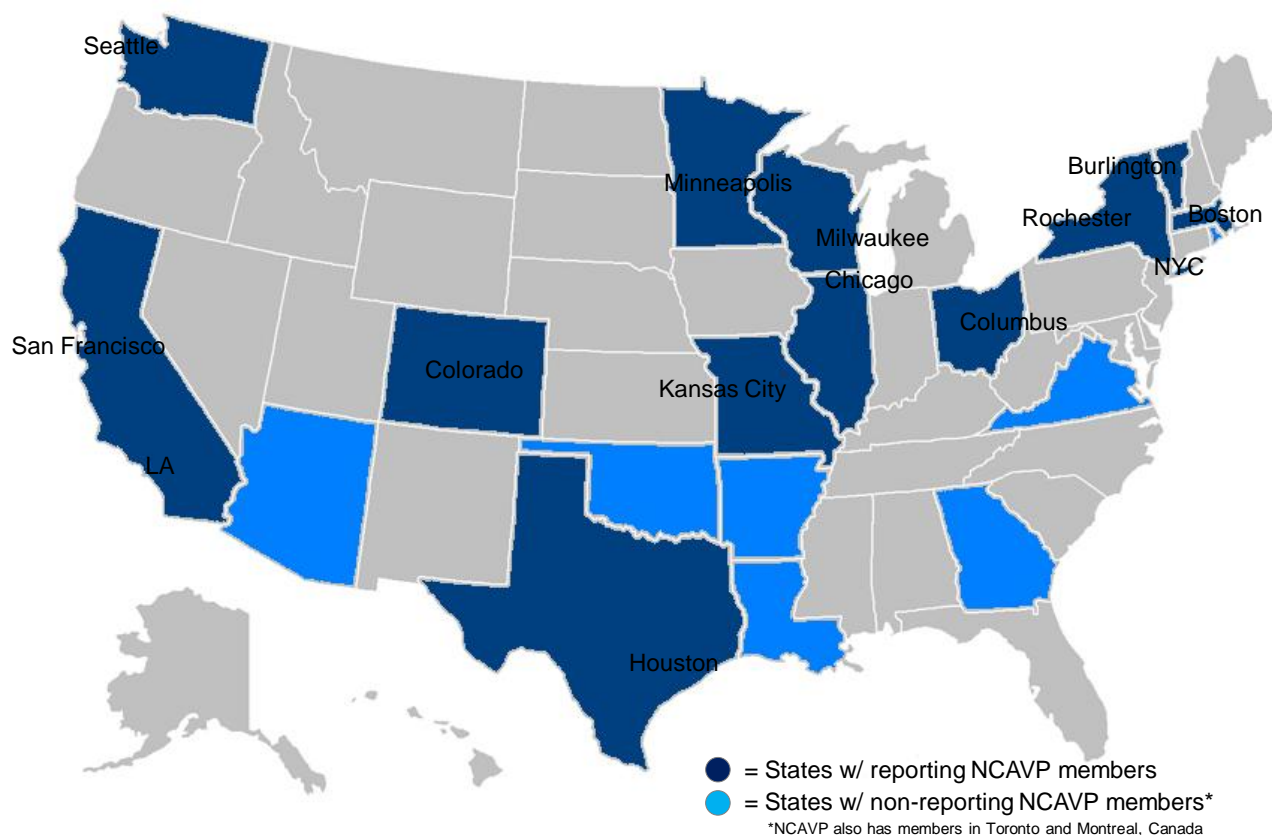 Seattle
Minneapolis
Burlington
Rochester
Boston
Milwaukee
NYC
Chicago
Columbus
San Francisco
Colorado
Kansas City
LA
Houston
= States w/ reporting NCAVP members
= States w/ non-reporting NCAVP members*
*NCAVP also has members in Toronto and Montreal, Canada